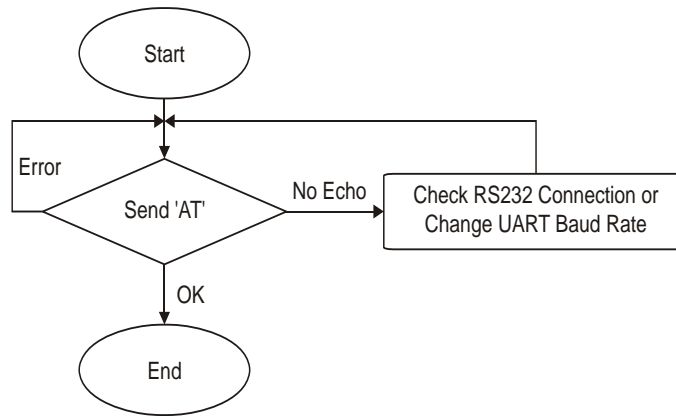 Start
Error
Send 'AT'
No Echo
Check RS232 Connection or
Change UART Baud Rate
OK
End